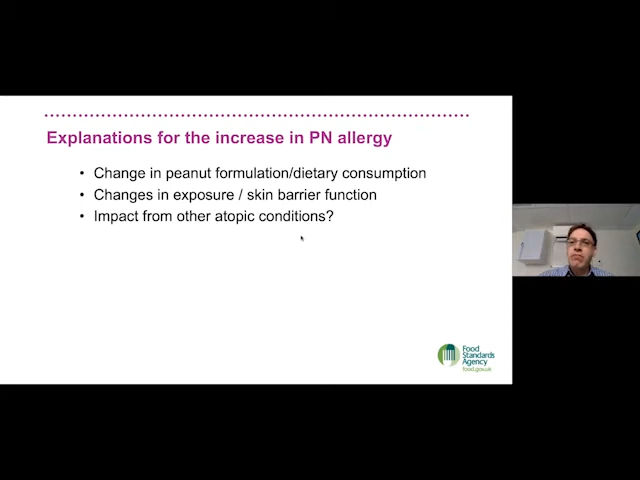 Explanations for the increase in PN allergy
• Change in peanut formulation/dietary consumption
• Changes in exposure / skin barrier function
• Impact from other atopic conditions?
Food
Standards
Agency
food.gov.uk